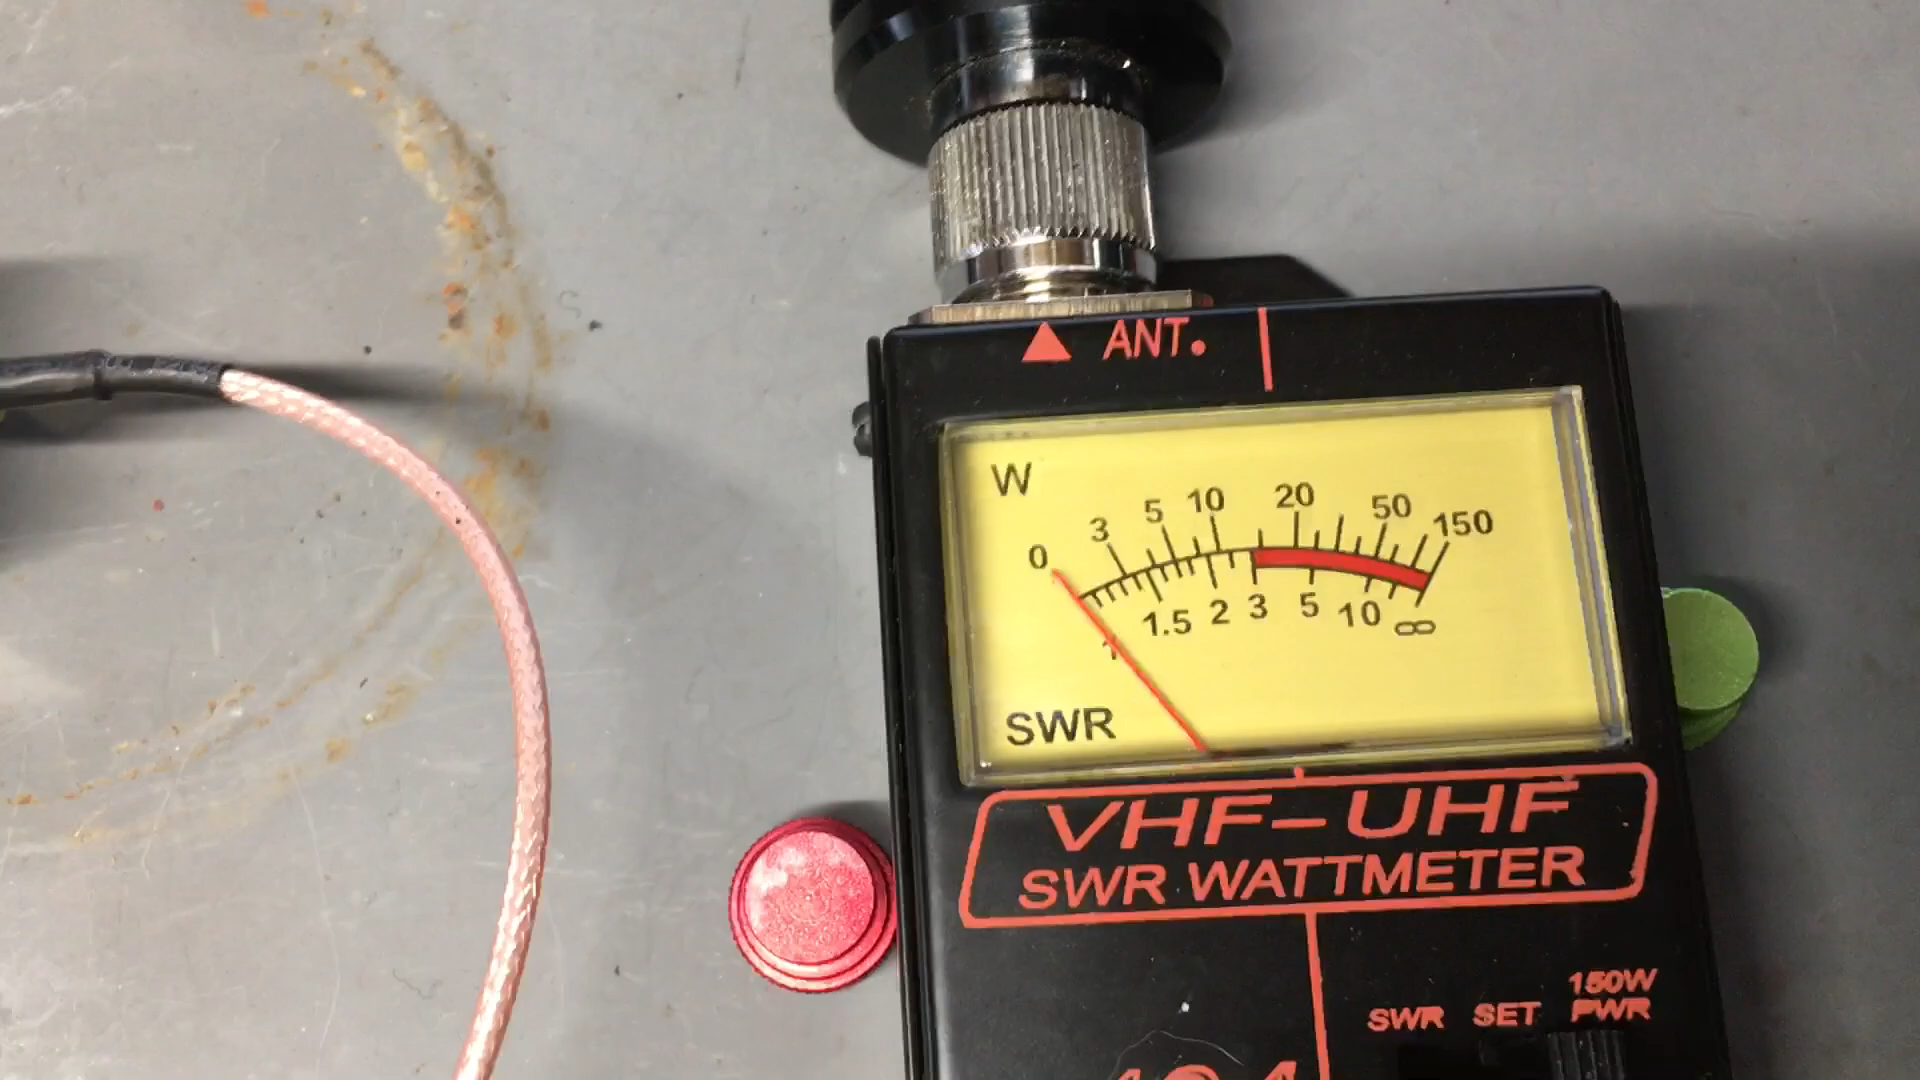 ANT.
W
0 3 5 10 20 50 150
1 1.5 2 3 5 10 ∞
SWR
VHF-UHF
SWR WATTMETER
150W
SWR SET PWR